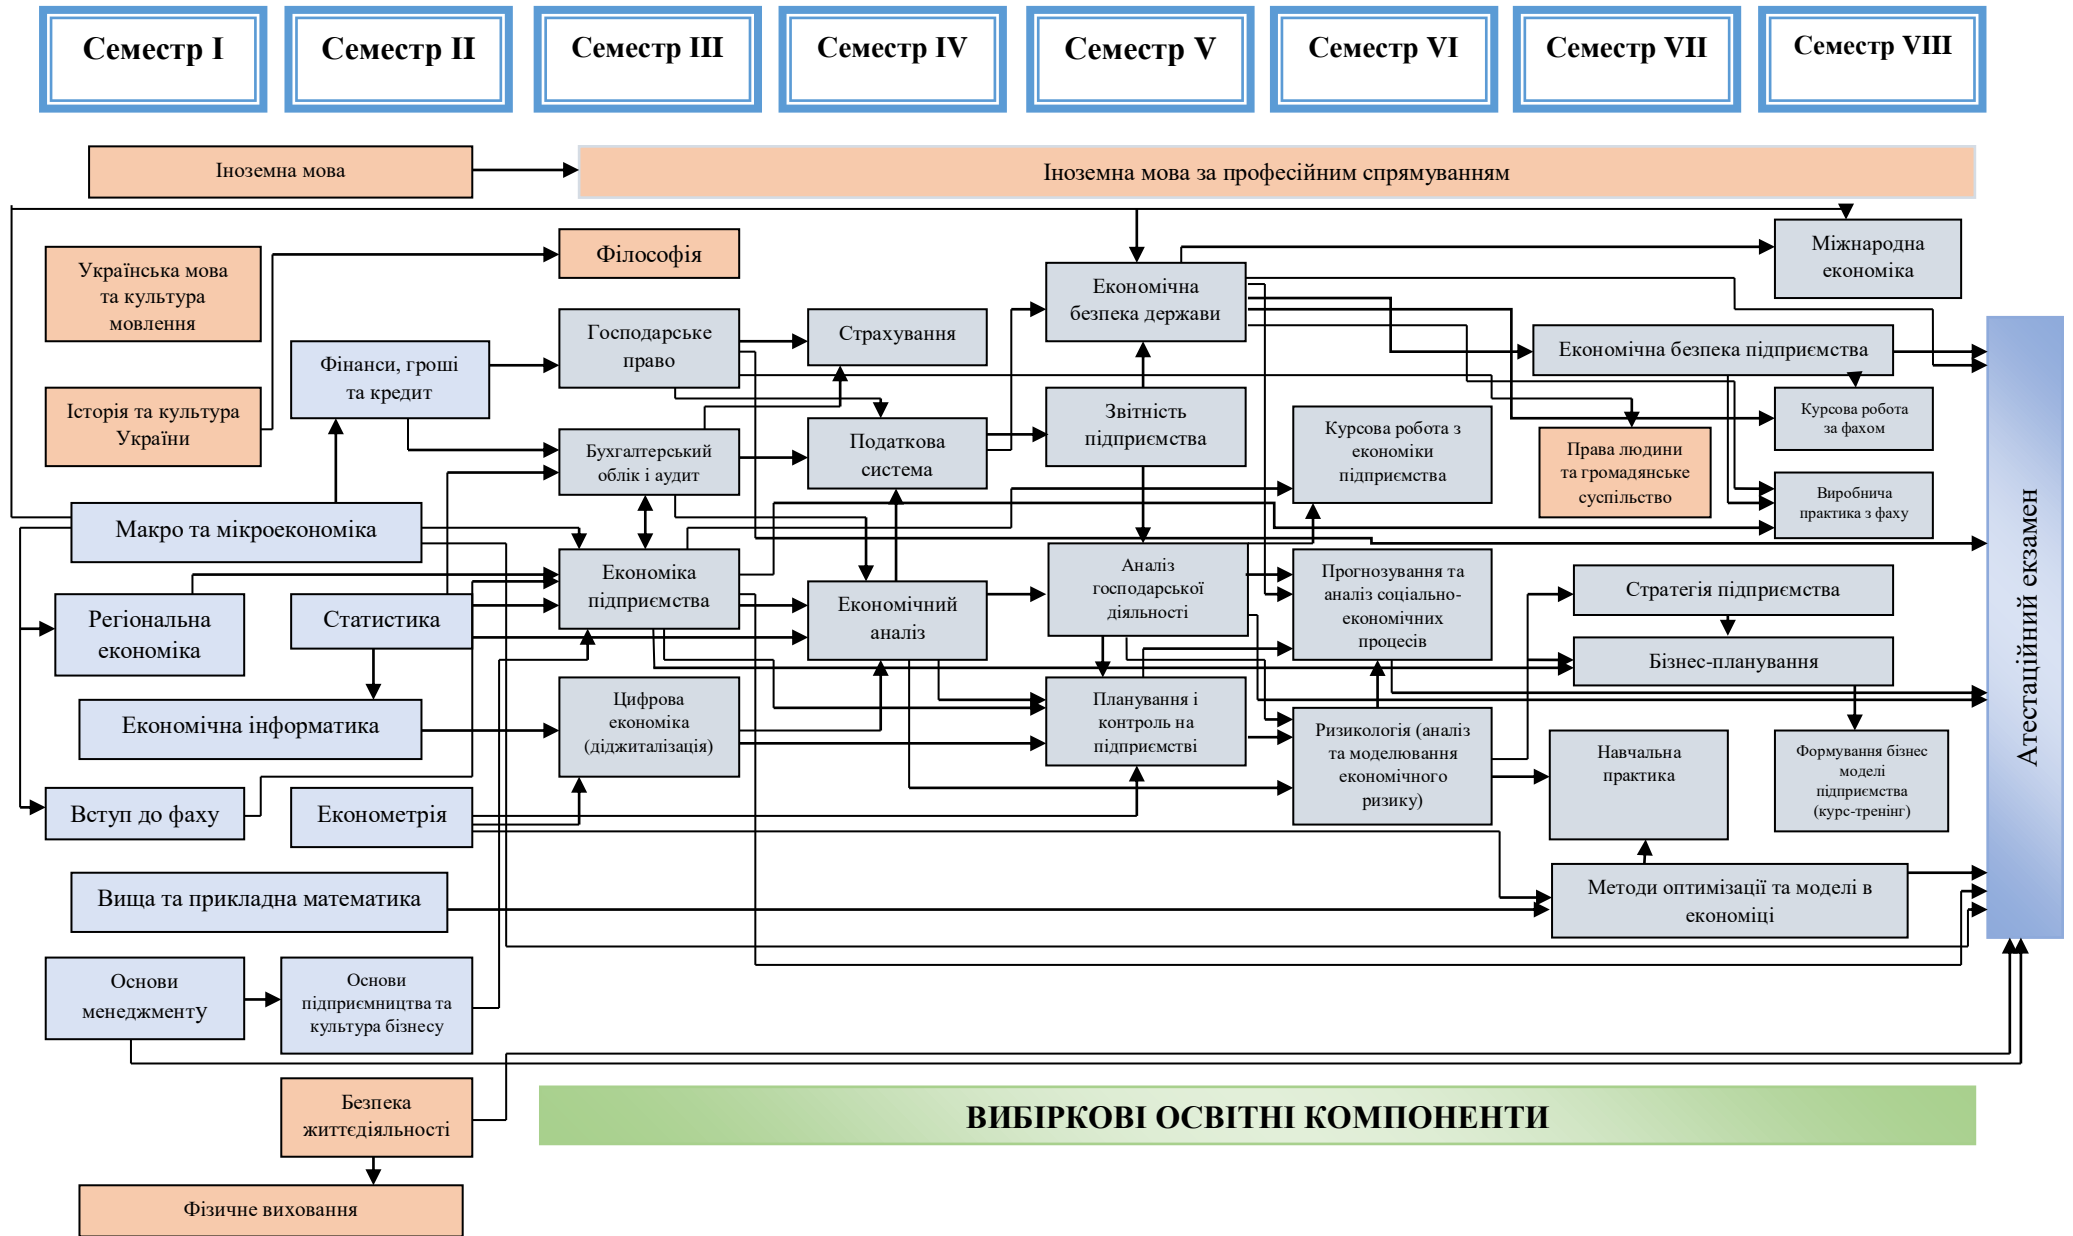 Семестр I
Семестр II
Семестр III
Семестр IV
Семестр V
Семестр VI
Семестр VII
Семестр VIII
Іноземна мова
Іноземна мова за професійним спрямуванням
Українська мова
та культура
мовлення
Історія та культура
України
Макро та мікроекономіка
Регіональна
економіка
Економічна інформатика
Вступ до фаху
Вища та прикладна математика
Основи
менеджменту
Фінанси, гроші
та кредит
Статистика
Економетрія
Основи
підприємництва та
культура бізнесу
Безпека
життєдіяльності
Фізичне виховання
Філософія
Господарське
право
Бухгалтерський
облік і аудит
Економіка
підприємства
Цифрова
економіка
(діджиталізація)
Страхування
Податкова
система
Економічний
аналіз
Економічна
безпека держави
Звітність
підприємства
Аналіз
господарської
діяльності
Планування і
контроль на
підприємстві
Курсова робота з
економіки
підприємства
Прогнозування та
аналіз соціально-
економічних
процесів
Ризикологія (аналіз
та моделювання
економічного
ризику)
Економічна безпека підприємства
Права людини
та громадянське
суспільство
Стратегія підприємства
Бізнес-планування
Навчальна
практика
Методи оптимізації та моделі в
економіці
Міжнародна
економіка
Курсова робота
за фахом
Виробнича
практика з фаху
Формування бізнес
моделі
підприємства
(курс-тренінг)
Атестаційний екзамен
ВИБІРКОВІ ОСВІТНІ КОМПОНЕНТИ